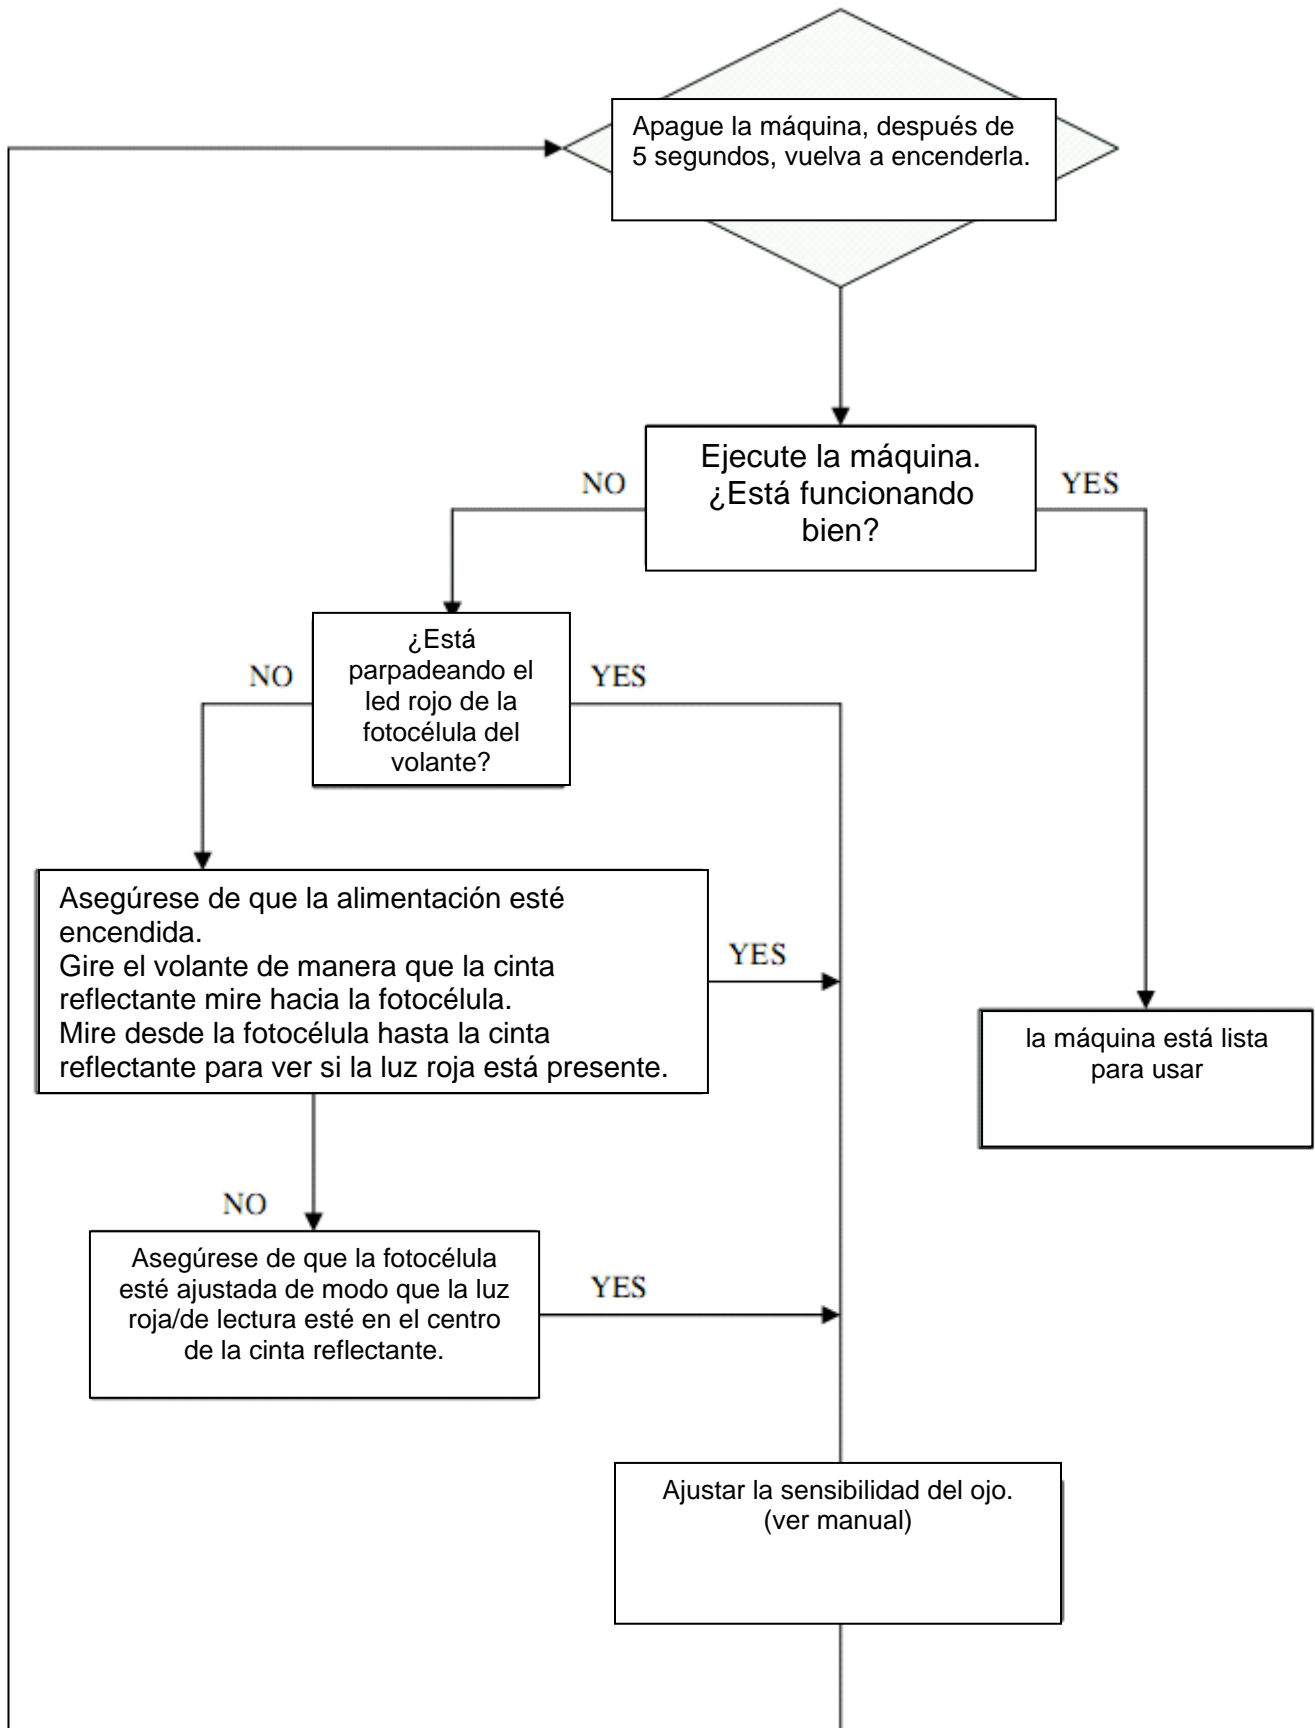 Apague la máquina, después de
5 segundos, vuelva a encenderla.
Ejecute la máquina.
¿Está funcionando
bien?
NO
YES
¿Está
parpadeando el
led rojo de la
fotocélula del
volante?
NO
YES
Asegúrese de que la alimentación esté
encendida.
Gire el volante de manera que la cinta
reflectante mire hacia la fotocélula.
Mire desde la fotocélula hasta la cinta
reflectante para ver si la luz roja está presente.
YES
la máquina está lista
para usar
NO
Asegúrese de que la fotocélula
esté ajustada de modo que la luz
roja/de lectura esté en el centro
de la cinta reflectante.
YES
Ajustar la sensibilidad del ojo.
(ver manual)